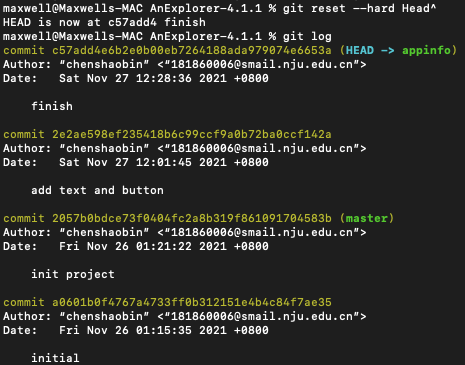 maxwell@Maxwells-MAC AnExplorer-4.1.1 % git reset --hard Head^
HEAD is now at c57add4 finish
maxwell@Maxwells-MAC AnExplorer-4.1.1 % git log
commit c57add4e6b2e0b00eb7264188ada979074e6653a (HEAD -> appinfo)
Author: “chenshaobin” <“181860006@smail.nju.edu.cn”>
Date:   Sat Nov 27 12:28:36 2021 +0800
finish
commit 2e2ae598ef235418b6c99ccf9a0b72ba0ccf142a
Author: “chenshaobin” <“181860006@smail.nju.edu.cn”>
Date:   Sat Nov 27 12:01:45 2021 +0800
add text and button
commit 2057b0bdce73f0404fc2a8b319f861091704583b (master)
Author: “chenshaobin” <“181860006@smail.nju.edu.cn”>
Date:   Fri Nov 26 01:21:22 2021 +0800
init project
commit a0601b0f4767a4733ff0b312151e4b4c84f7ae35
Author: “chenshaobin” <“181860006@smail.nju.edu.cn”>
Date:   Fri Nov 26 01:15:35 2021 +0800
initial